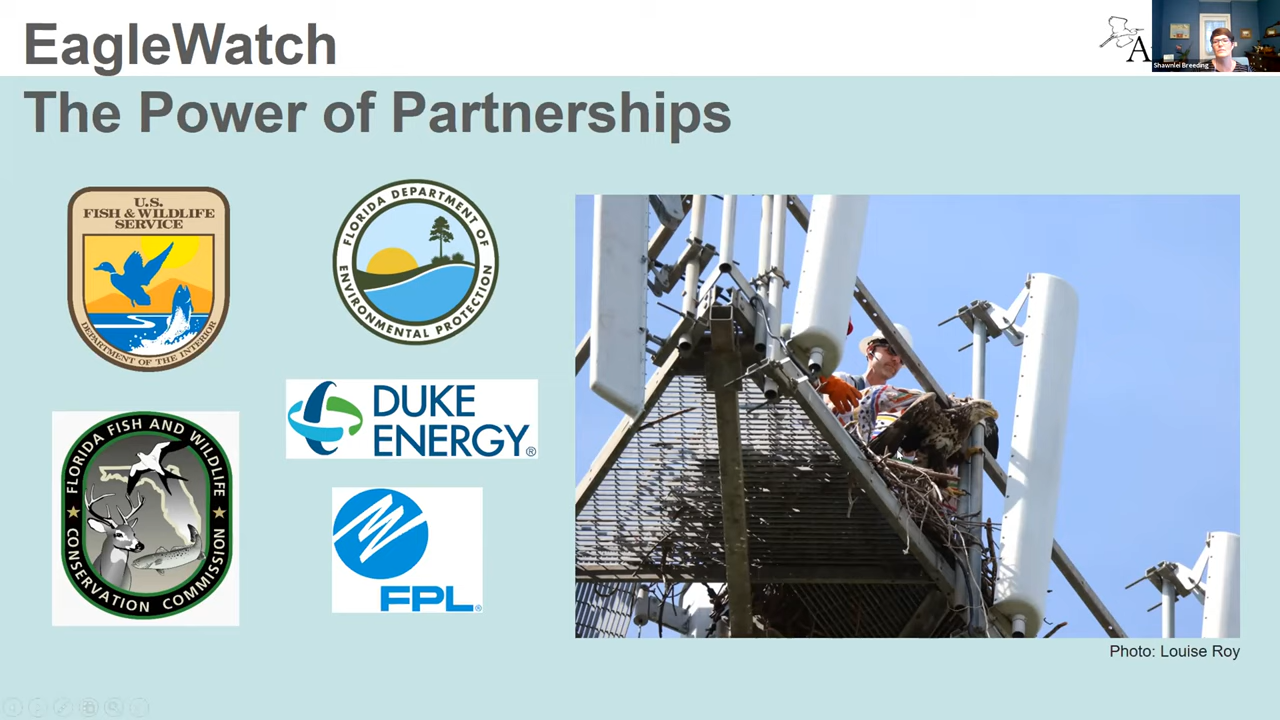 EagleWatch
The Power of Partnerships
A
Shawnlei Breeding
U.S.
FISH & WILDLIFE
SERVICE
DEPARTMENT OF THE INTERIOR
FLORIDA DEPARTMENT OF
ENVIRONMENTAL PROTECTION
DUKE
ENERGY®
FLORIDA FISH AND WILDLIFE
CONSERVATION COMMISSION
FPL®
Photo: Louise Roy